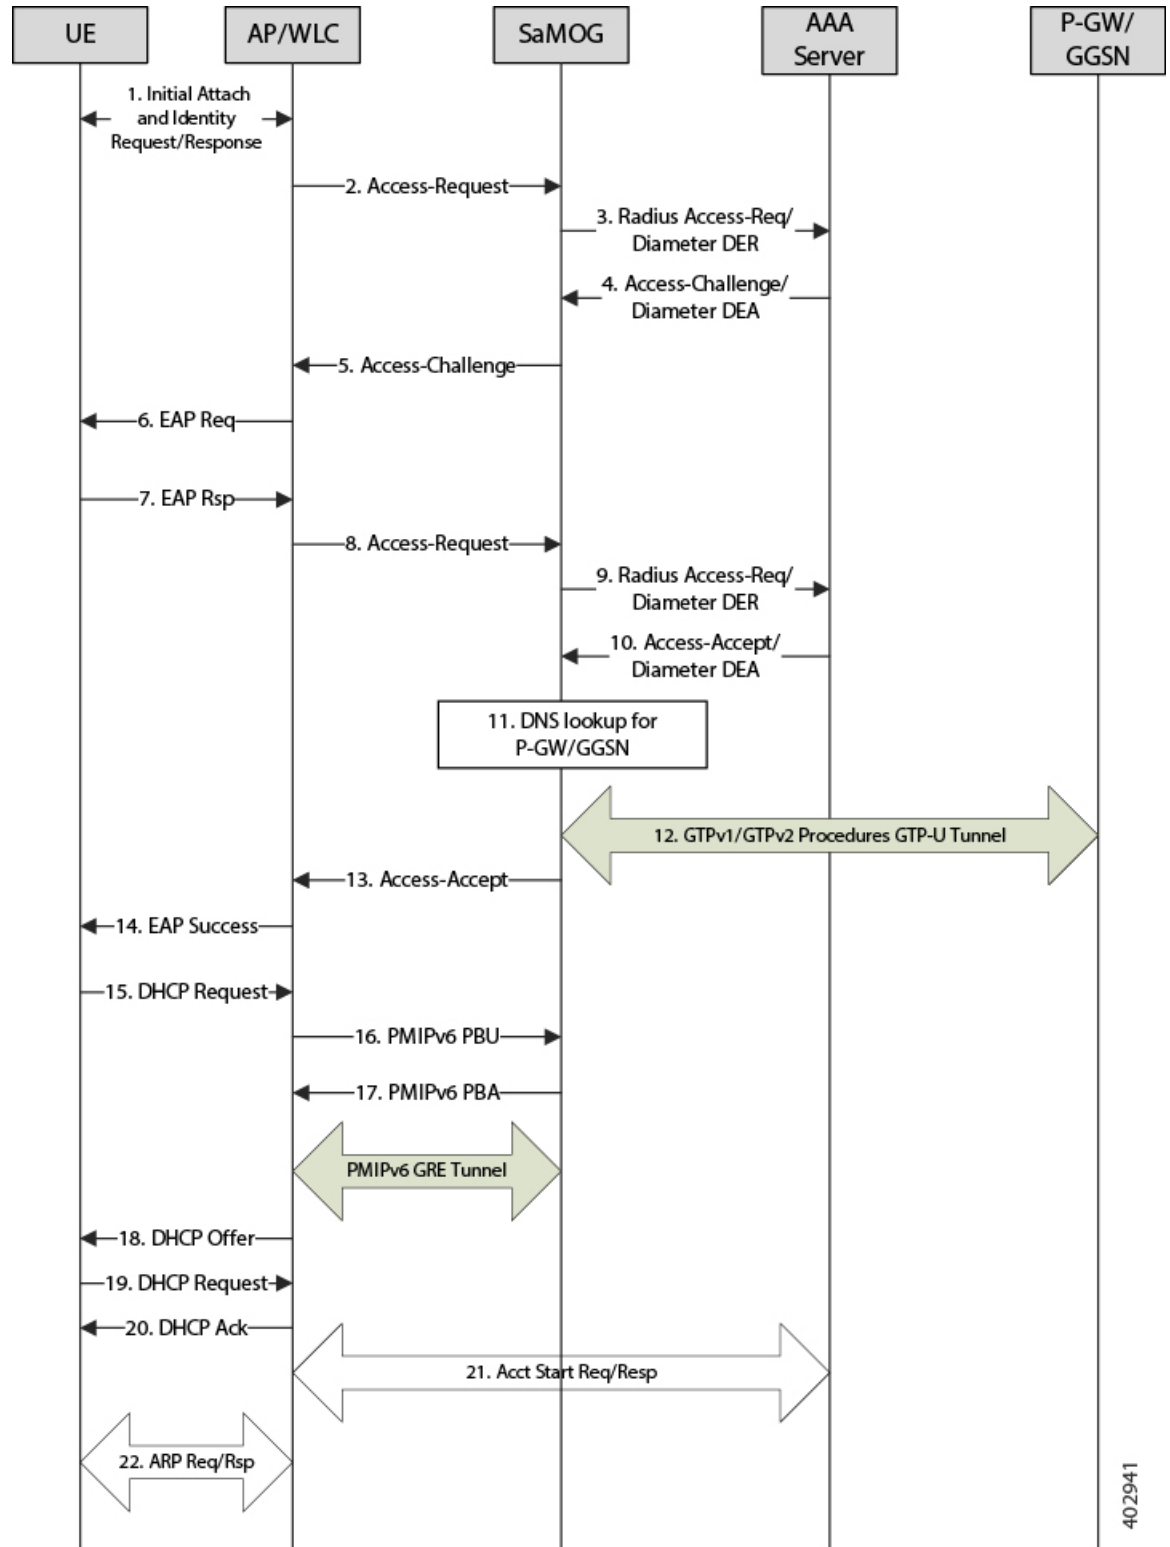 UE
AP/WLC
SaMOG
AAA
Server
P-GW/
GGSN
1. Initial Attach
and Identity
Request/Response
2. Access-Request
3. Radius Access-Req/
Diameter DER
4. Access-Challenge/
Diameter DEA
5. Access-Challenge
6. EAP Req
7. EAP Rsp
8. Access-Request
9. Radius Access-Req/
Diameter DER
10. Access-Accept/
Diameter DEA
11. DNS lookup for
P-GW/GGSN
12. GTPv1/GTPv2 Procedures GTP-U Tunnel
13. Access-Accept
14. EAP Success
15. DHCP Request
16. PMIPv6 PBU
17. PMIPv6 PBA
PMIPv6 GRE Tunnel
18. DHCP Offer
19. DHCP Request
20. DHCP Ack
21. Acct Start Req/Resp
22. ARP Req/Rsp
402941